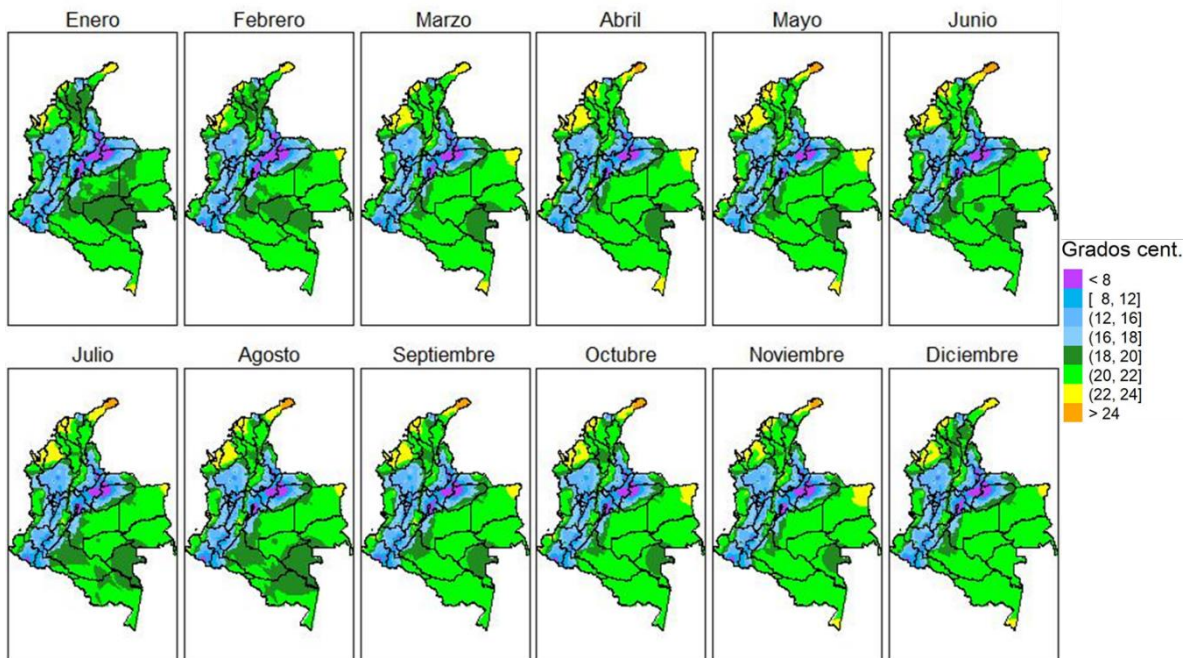 Enero
Febrero
Marzo
Abril
Mayo
Junio
Grados cent.
< 8
[ 8, 12]
(12, 16]
(16, 18]
(18, 20]
(20, 22]
(22, 24]
> 24
Julio
Agosto
Septiembre
Octubre
Noviembre
Diciembre